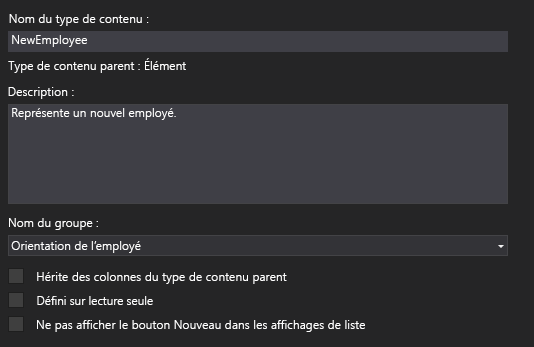 Nom du type de contenu :
NewEmployee
Type de contenu parent : Élément
Description :
Représente un nouvel employé.
Nom du groupe :
Orientation de l'employé
Hérite des colonnes du type de contenu parent
Défini sur lecture seule
Ne pas afficher le bouton Nouveau dans les affichages de liste